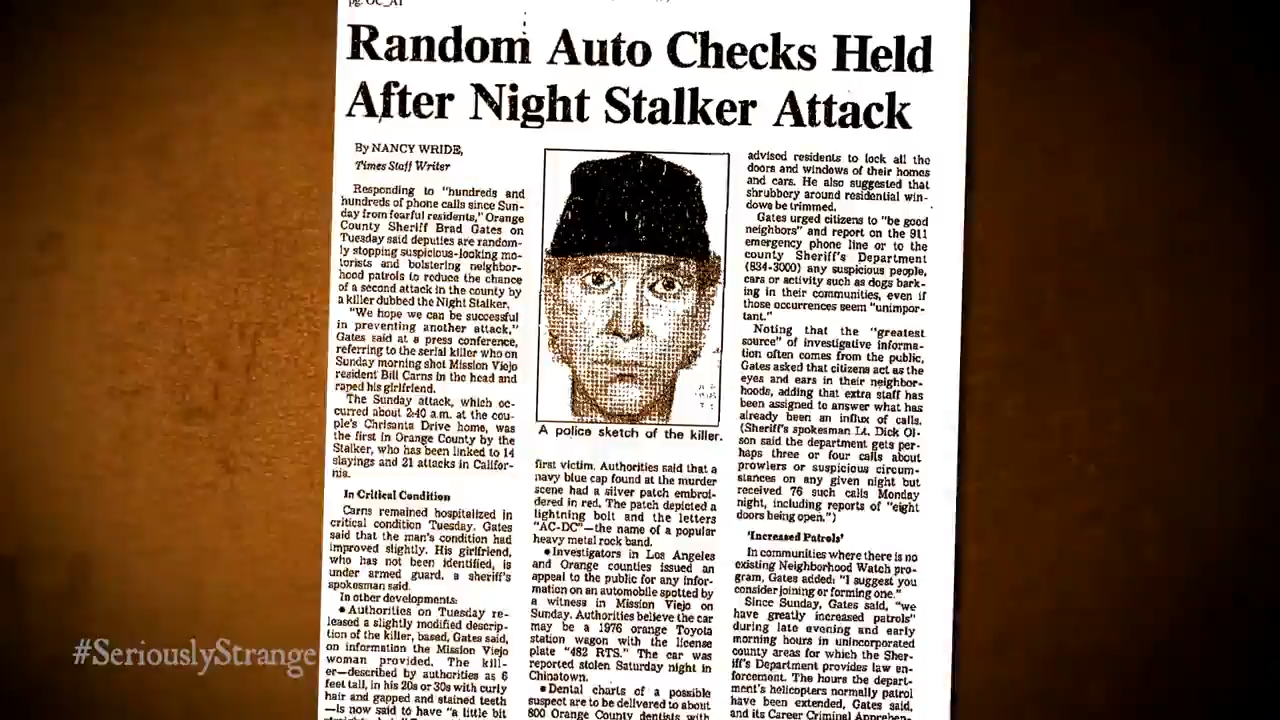 pg. OC_A1
Random Auto Checks Held
After Night Stalker Attack
By NANCY WRIDE,
Times Staff Writer
Responding to "hundreds and
hundreds of phone calls since Sun-
day from fearful residents," Orange
County Sheriff Brad Gates on
Tuesday said deputies are random-
ly stopping suspicious-looking mo-
torists and bolstering neighbor-
hood patrols to reduce the chance
of a second attack in the county by
a killer dubbed the Night Stalker.
"We hope we can be successful
in preventing another attack,"
Gates said at a press conference,
referring to the serial killer who on
Sunday morning shot Mission Viejo
resident Bill Carns in the head and
raped his girlfriend.
The Sunday attack, which oc-
curred about 2:40 a.m. at the cou-
ple's Chrisanta Drive home, was
the first in Orange County by the
Stalker, who has been linked to 14
slayings and 21 attacks in Califor-
nia.
In Critical Condition
Carns remained hospitalized in
critical condition Tuesday. Gates
said that the man's condition had
improved slightly. His girlfriend,
who has not been identified, is
under armed guard, a sheriff's
spokesman said.
In other developments:
• Authorities on Tuesday re-
leased a slightly modified descrip-
tion of the killer, based, Gates said,
on information the Mission Viejo
woman provided. The kill-
er—described by authorities as 6
feet tall, in his 20s or 30s with curly
hair and gapped and stained teeth
—is now said to have "a little bit
A police sketch of the killer.
first victim. Authorities said that a
navy blue cap found at the murder
scene had a silver patch embroi-
dered in red. The patch depicted a
lightning bolt and the letters
"AC-DC"—the name of a popular
heavy metal rock band.
• Investigators in Los Angeles
and Orange counties issued an
appeal to the public for any infor-
mation on an automobile spotted by
a witness in Mission Viejo on
Sunday. Authorities believe the car
may be a 1976 orange Toyota
station wagon with the license
plate "482 RTS." The car was
reported stolen Saturday night in
Chinatown.
• Dental charts of a possible
suspect are to be delivered to about
800 Orange County dentists with
advised residents to lock all the
doors and windows of their homes
and cars. He also suggested that
shrubbery around residential win-
dows be trimmed.
Gates urged citizens to "be good
neighbors" and report on the 911
emergency phone line or to the
county Sheriff's Department
(834-3000) any suspicious people,
cars or activity such as dogs bark-
ing in their communities, even if
those occurrences seem "unimpor-
tant."
Noting that the "greatest
source" of investigative informa-
tion often comes from the public,
Gates asked that citizens act as the
eyes and ears in their neighbor-
hoods, adding that extra staff has
been assigned to answer what has
already been an influx of calls.
(Sheriff's spokesman Lt. Dick Ol-
son said the department gets per-
haps three or four calls about
prowlers or suspicious circum-
stances on any given night but
received 76 such calls Monday
night, including reports of "eight
doors being open.")
'Increased Patrols'
In communities where there is no
existing Neighborhood Watch pro-
gram, Gates added: "I suggest you
consider joining or forming one."
Since Sunday, Gates said, "we
have greatly increased patrols"
during late evening and early
morning hours in unincorporated
county areas for which the Sher-
iff's Department provides law en-
forcement. The hours the depart-
ment's helicopters normally patrol
have been extended, Gates said,
and its Career Criminal Apprehen-
#SeriouslyStrange